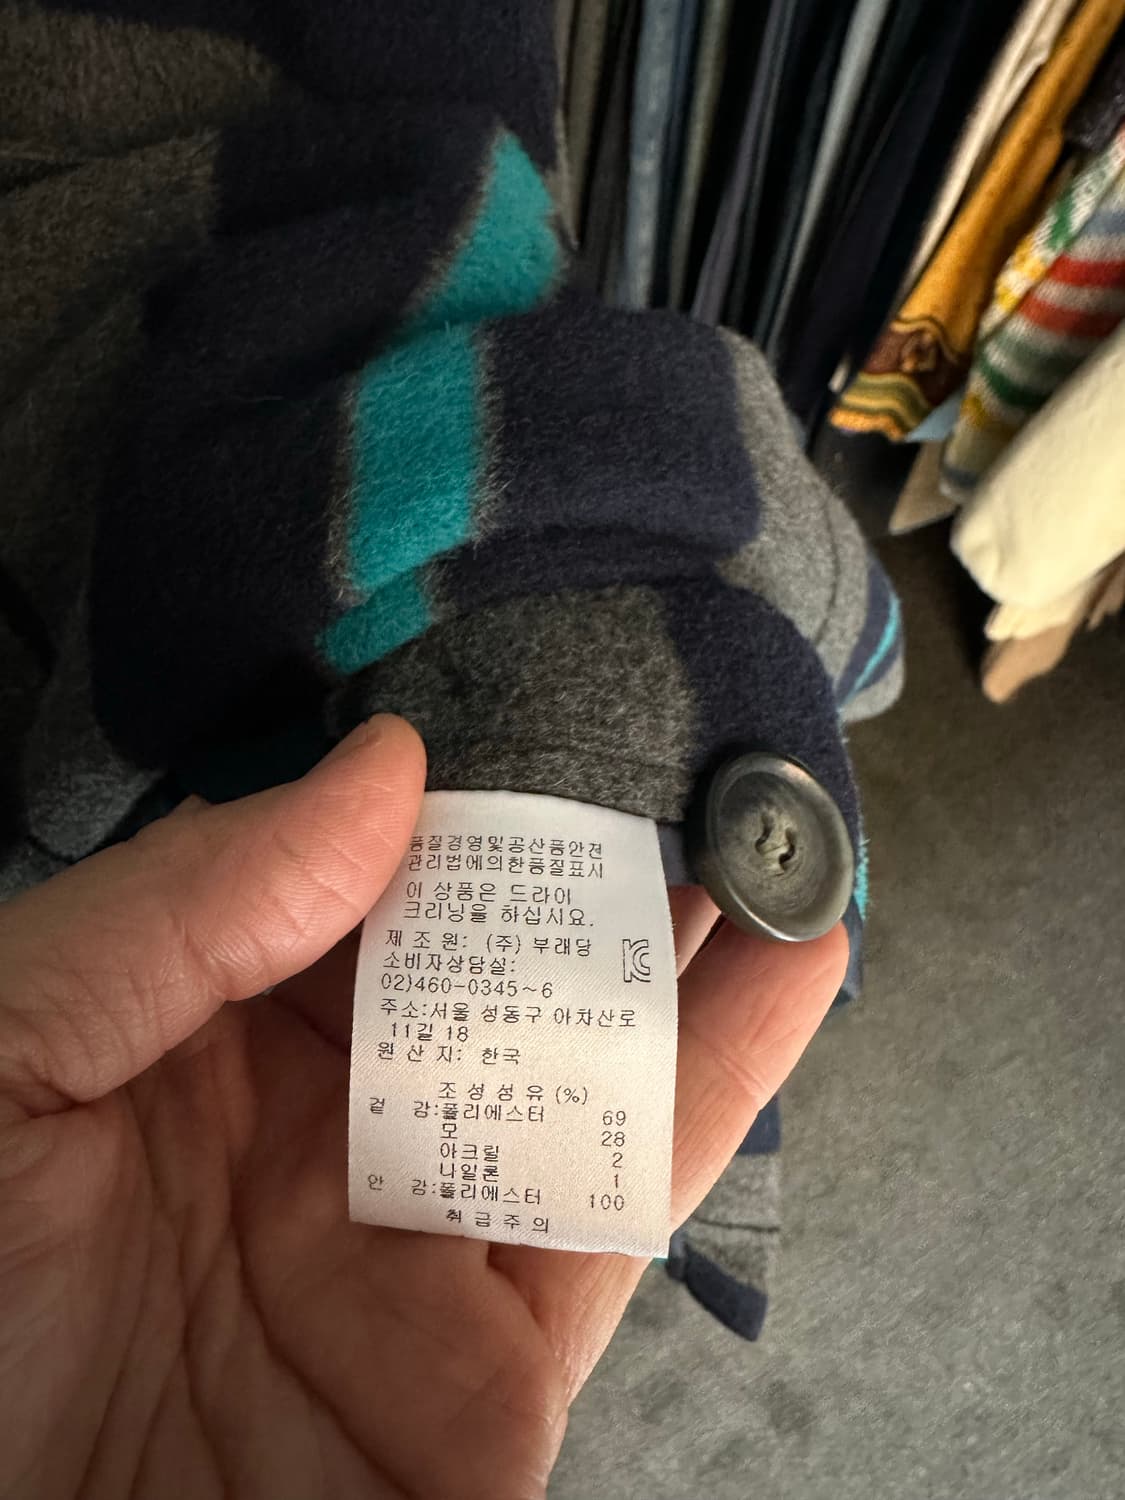 품질경영및공산품안전
관리법에의한품질표시
이 상품은 드라이
크리닝을 하십시요.
제 조 원: (주) 부래당
소비자상담실:
02)460-0345~6
주소:서울 성동구 아차산로
11길 18
원 산 지: 한국
조 성 섬 유 (%)
겉 감:폴리에스터 69
모 28
아크릴 2
나일론 1
안 감:폴리에스터 100
취 급 주 의